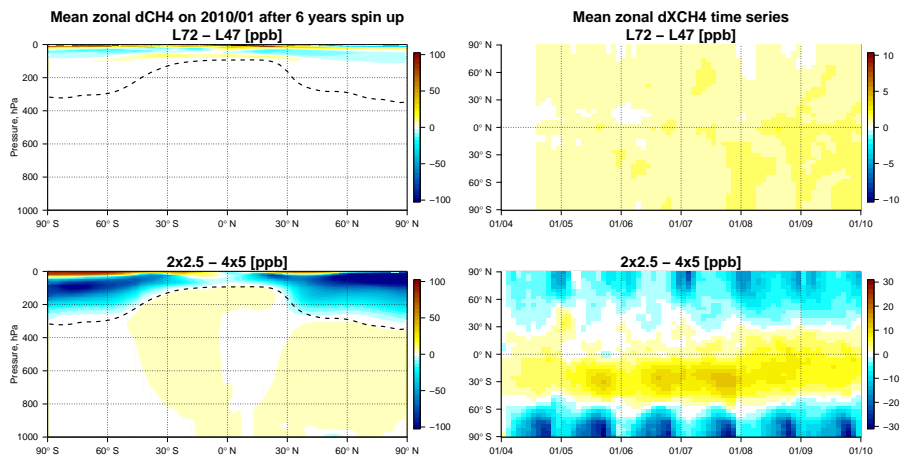 Mean zonal dCH4 on 2010/01 after 6 years spin up
L72 − L47 [ppb]
0
200
400
600
800
1000
Pressure, hPa
90° S
60° S
30° S
0° N
30° N
60° N
90° N
100
50
0
−50
−100
Mean zonal dXCH4 time series
L72 − L47 [ppb]
90° N
60° N
30° N
0° N
30° S
60° S
90° S
01/04
01/05
01/06
01/07
01/08
01/09
01/10
10
5
0
−5
−10
2x2.5 − 4x5 [ppb]
0
200
400
600
800
1000
Pressure, hPa
90° S
60° S
30° S
0° N
30° N
60° N
90° N
100
50
0
−50
−100
2x2.5 − 4x5 [ppb]
90° N
60° N
30° N
0° N
30° S
60° S
90° S
01/04
01/05
01/06
01/07
01/08
01/09
01/10
30
20
10
0
−10
−20
−30